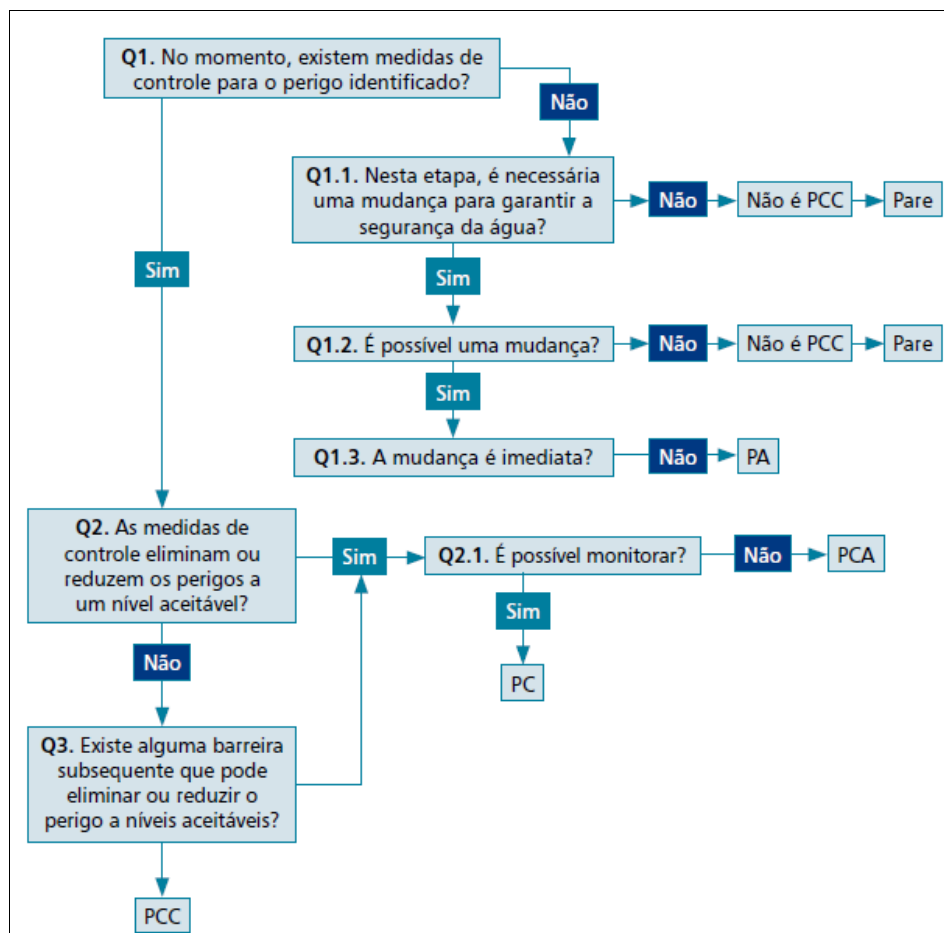 Q1. No momento, existem medidas de
controle para o perigo identificado?
Não
Q1.1. Nesta etapa, é necessária
uma mudança para garantir a
segurança da água?
Não
Não é PCC
Pare
Sim
Sim
Q1.2. É possível uma mudança?
Não
Não é PCC
Pare
Sim
Q1.3. A mudança é imediata?
Não
PA
Q2. As medidas de
controle eliminam ou
reduzem os perigos a
um nível aceitável?
Sim
Q2.1. É possível monitorar?
Não
PCA
Sim
PC
Não
Q3. Existe alguma barreira
subsequente que pode
eliminar ou reduzir o
perigo a níveis aceitáveis?
PCC